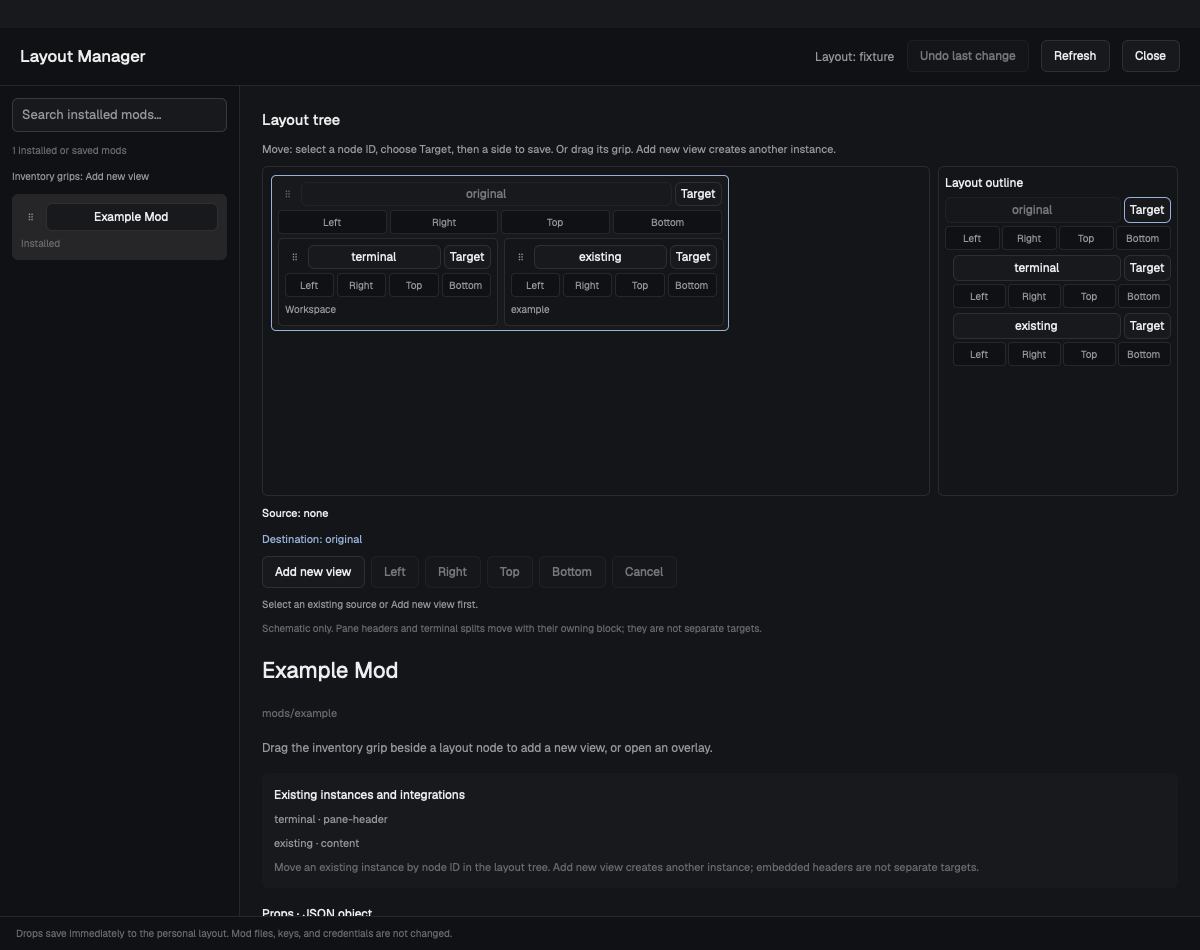 Layout Manager
Layout: fixture
Undo last change
Refresh
Close
Search installed mods...
1 installed or saved mods
Inventory grips: Add new view
Example Mod
Installed
Layout tree
Move: select a node ID, choose Target, then a side to save. Or drag its grip. Add new view creates another instance.
original Target
Left Right Top Bottom
terminal Target
Left Right Top Bottom
Workspace
existing Target
Left Right Top Bottom
example
Layout outline
original Target
Left Right Top Bottom
terminal Target
Left Right Top Bottom
existing Target
Left Right Top Bottom
Source: none
Destination: original
Add new view Left Right Top Bottom Cancel
Select an existing source or Add new view first.
Schematic only. Pane headers and terminal splits move with their owning block; they are not separate targets.
Example Mod
mods/example
Drag the inventory grip beside a layout node to add a new view, or open an overlay.
Existing instances and integrations
terminal · pane-header
existing · content
Move an existing instance by node ID in the layout tree. Add new view creates another instance; embedded headers are not separate targets.
Props · JSON object
Drops save immediately to the personal layout. Mod files, keys, and credentials are not changed.